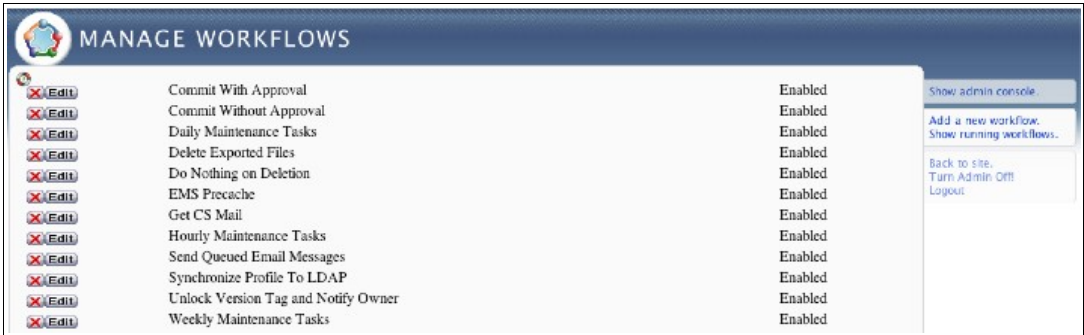 MANAGE WORKFLOWS
Edit Commit With Approval Enabled
Edit Commit Without Approval Enabled
Edit Daily Maintenance Tasks Enabled
Edit Delete Exported Files Enabled
Edit Do Nothing on Deletion Enabled
Edit EMS Precache Enabled
Edit Get CS Mail Enabled
Edit Hourly Maintenance Tasks Enabled
Edit Send Queued Email Messages Enabled
Edit Synchronize Profile To LDAP Enabled
Edit Unlock Version Tag and Notify Owner Enabled
Edit Weekly Maintenance Tasks Enabled
Show admin console.
Add a new workflow.
Show running workflows.
Back to site.
Turn Admin Off!
Logout